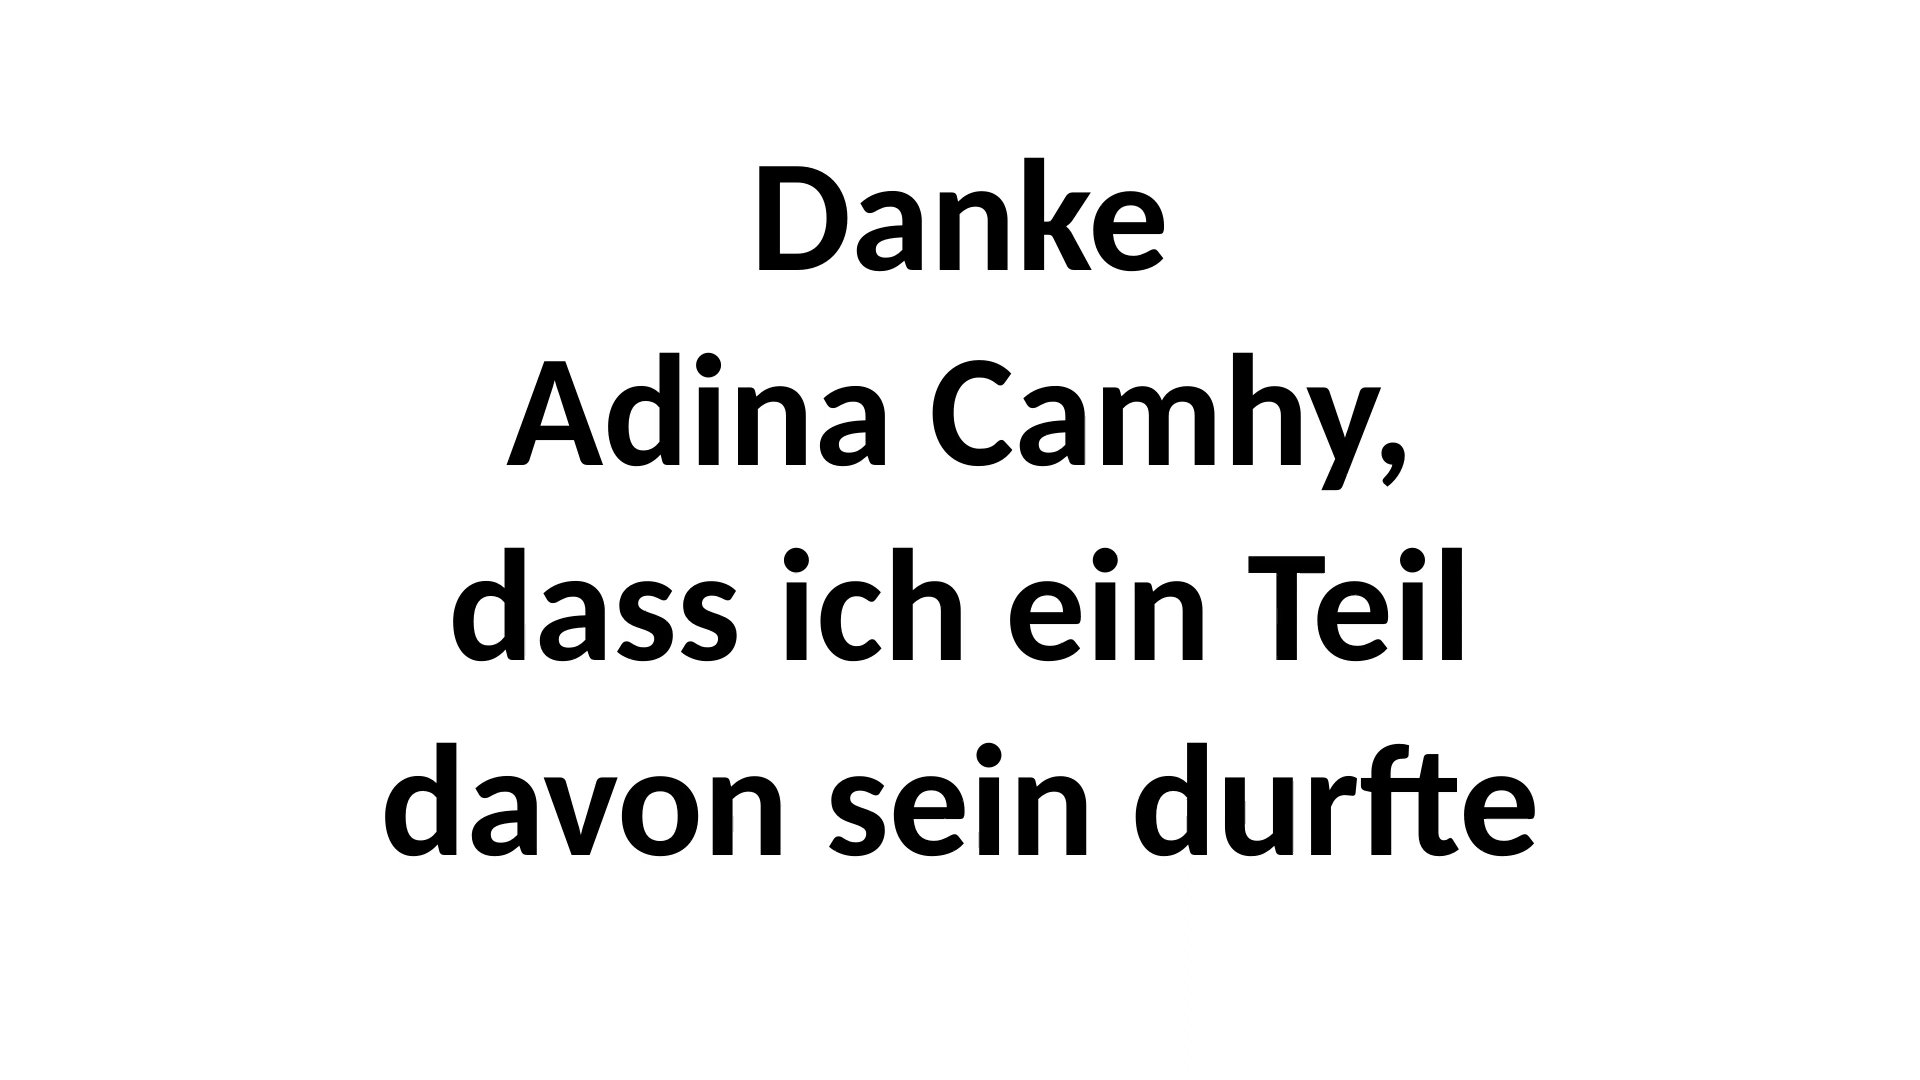 Danke
Adina Camhy,
dass ich ein Teil
davon sein durfte